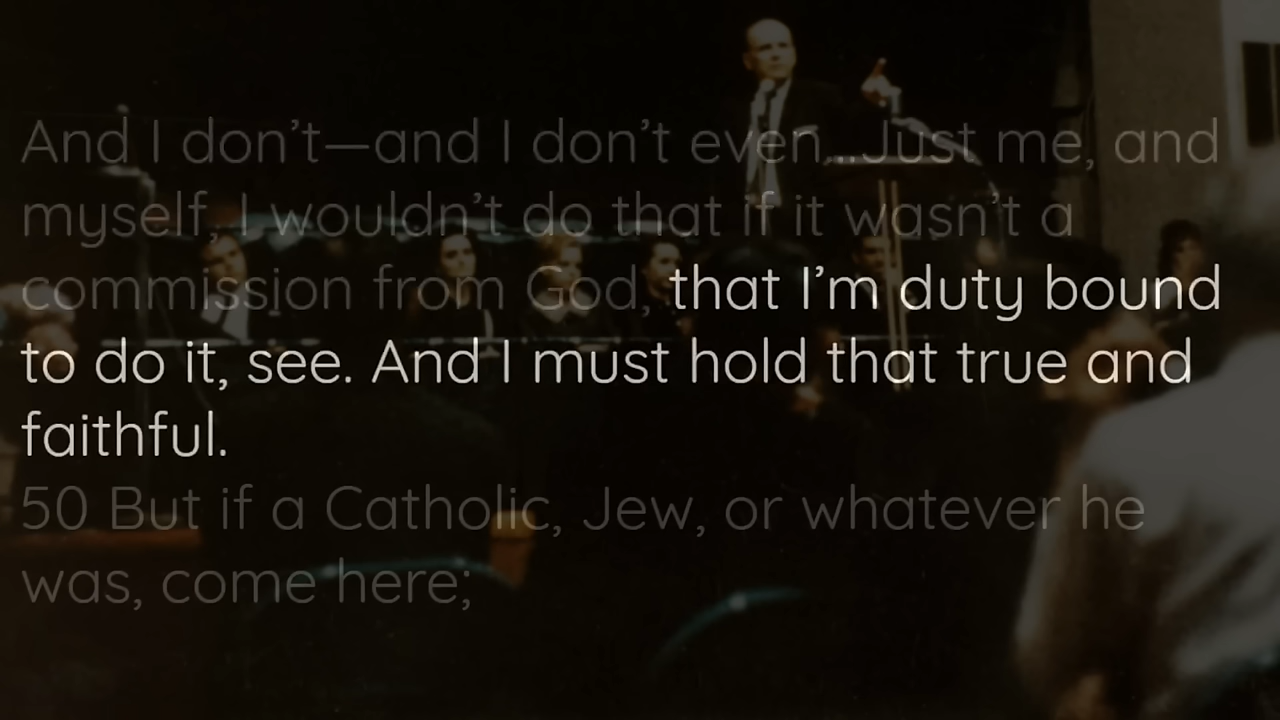 And I don’t—and I don’t even...Just me, and
myself, I wouldn’t do that if it wasn’t a
commission from God, that I’m duty bound
to do it, see. And I must hold that true and
faithful.
50 But if a Catholic, Jew, or whatever he
was, come here;